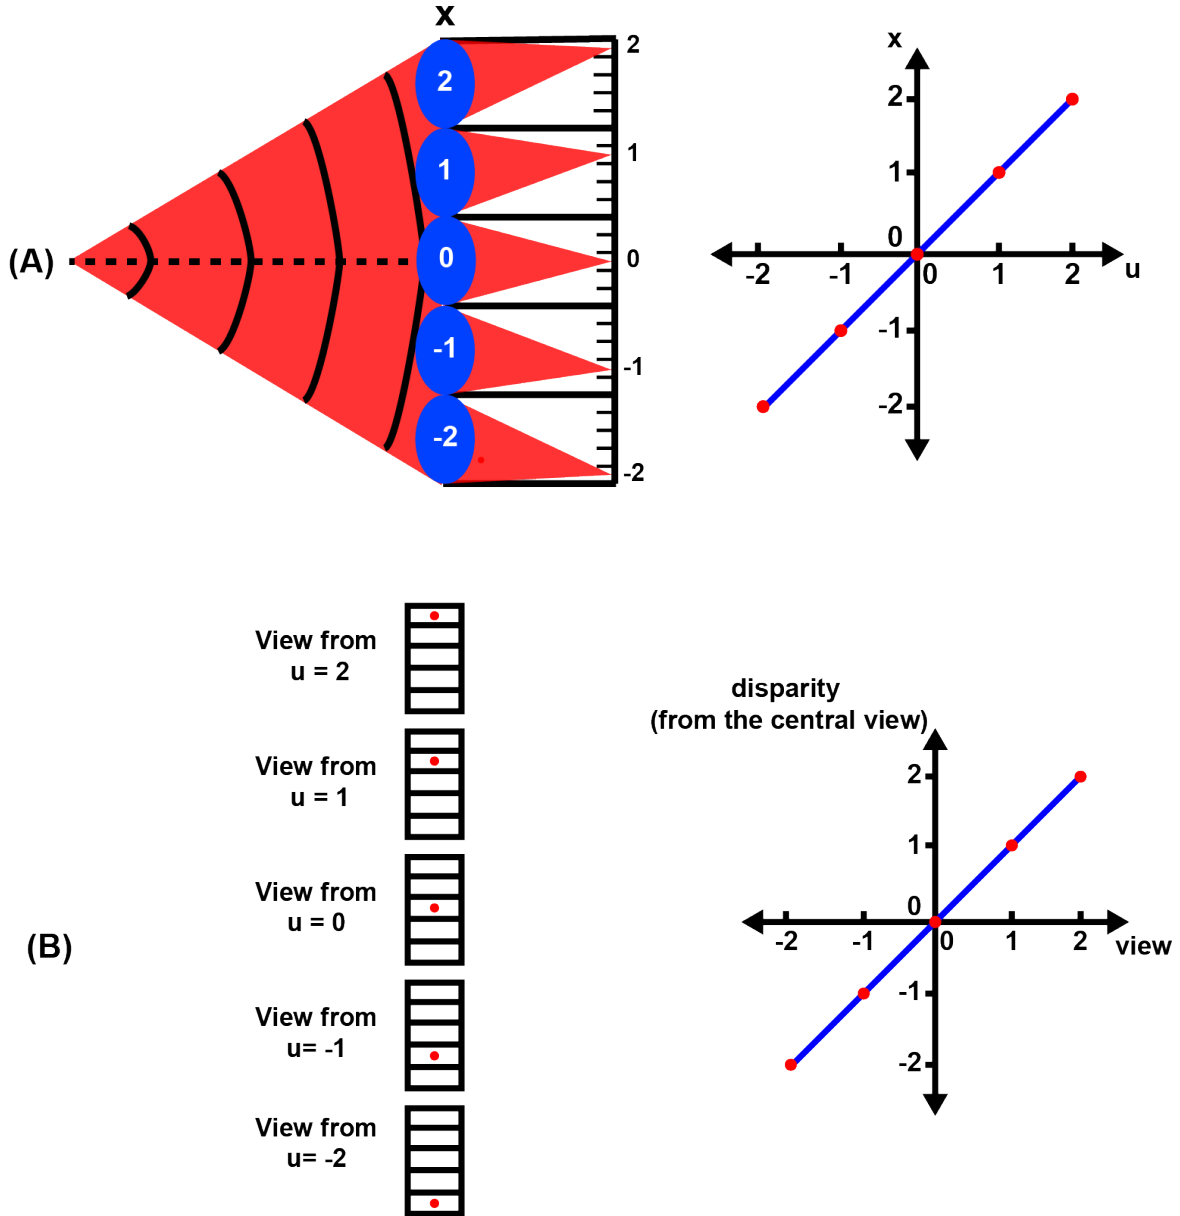 (A)
x
2
1
0
-1
-2
2
1
0
-1
-2
x
2
1
0
-1
-2
-2 -1 0 1 2
u
(B)
View from
u = 2
View from
u = 1
View from
u = 0
View from
u= -1
View from
u= -2
disparity
(from the central view)
2
1
0
-1
-2
-2 -1 0 1 2
view